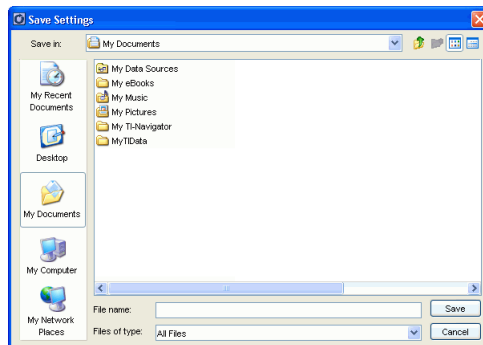 Save Settings
Save in:
My Documents
My Data Sources
My eBooks
My Music
My Pictures
My TI-Navigator
MyTIData
My Recent
Documents
Desktop
My Documents
My Computer
My Network
Places
File name:
Save
Files of type:
All Files
Cancel